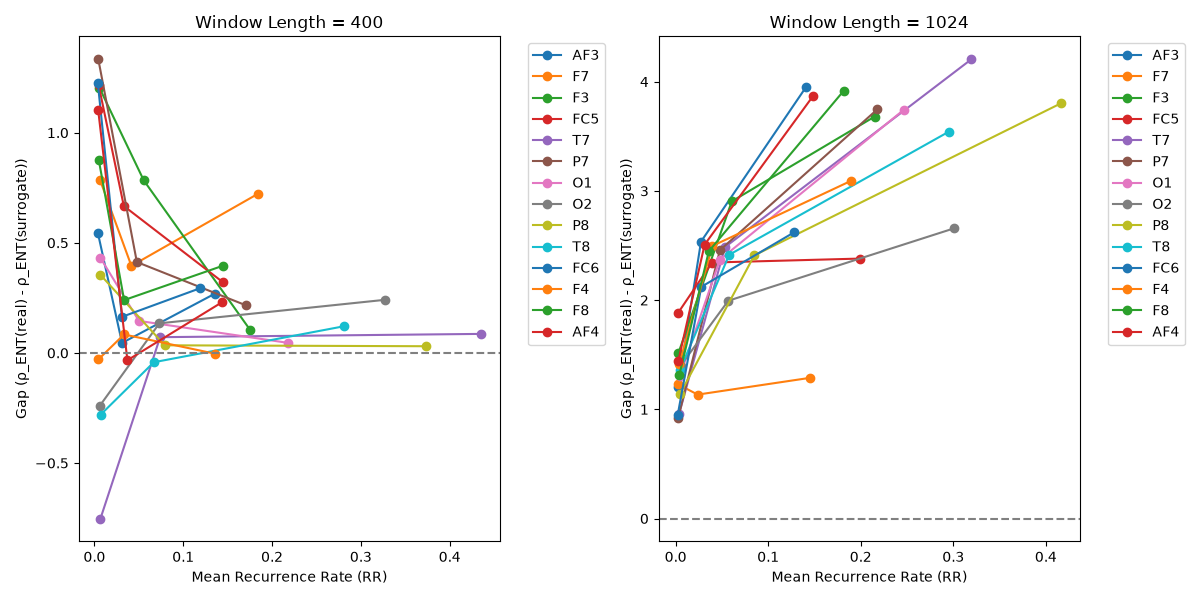 Window Length = 400
Gap (ρ_ENT(real) - ρ_ENT(surrogate))
1.0
0.5
0.0
−0.5
0.0
0.1
0.2
0.3
0.4
Mean Recurrence Rate (RR)
AF3
F7
F3
FC5
T7
P7
O1
O2
P8
T8
FC6
F4
F8
AF4
Window Length = 1024
Gap (ρ_ENT(real) - ρ_ENT(surrogate))
4
3
2
1
0
0.0
0.1
0.2
0.3
0.4
Mean Recurrence Rate (RR)
AF3
F7
F3
FC5
T7
P7
O1
O2
P8
T8
FC6
F4
F8
AF4